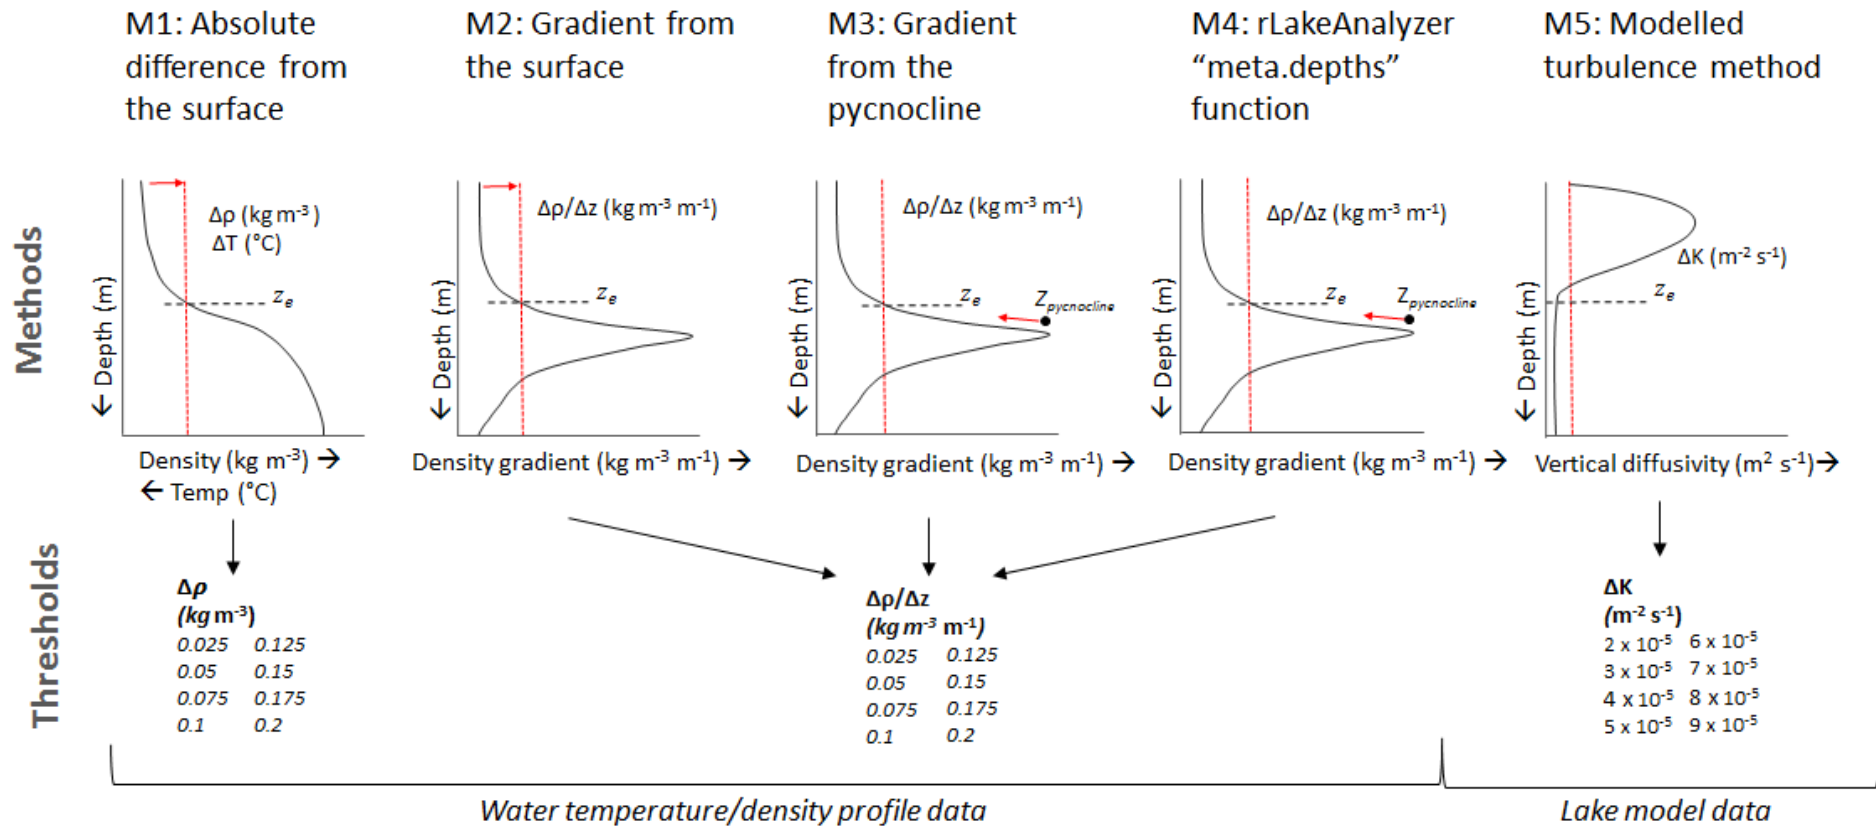 M1: Absolute
difference from
the surface
M2: Gradient from
the surface
M3: Gradient
from the
pycnocline
M4: rLakeAnalyzer
“meta.depths”
function
M5: Modelled
turbulence method
Methods
← Depth (m)
Δρ (kg m⁻³ )
ΔT (°C)
zₑ
Density (kg m⁻³) →
← Temp (°C)
← Depth (m)
Δρ/Δz (kg m⁻³ m⁻¹)
zₑ
Density gradient (kg m⁻³ m⁻¹) →
← Depth (m)
Δρ/Δz (kg m⁻³ m⁻¹)
zₑ
Zpycnocline
Density gradient (kg m⁻³ m⁻¹) →
← Depth (m)
Δρ/Δz (kg m⁻³ m⁻¹)
zₑ
Zpycnocline
Density gradient (kg m⁻³ m⁻¹) →
← Depth (m)
ΔK (m⁻² s⁻¹)
zₑ
Vertical diffusivity (m² s⁻¹)→
Thresholds
Δρ
(kg m⁻³)
0.025 0.125
0.05 0.15
0.075 0.175
0.1 0.2
Δρ/Δz
(kg m⁻³ m⁻¹)
0.025 0.125
0.05 0.15
0.075 0.175
0.1 0.2
ΔK
(m⁻² s⁻¹)
2 x 10⁻⁵ 6 x 10⁻⁵
3 x 10⁻⁵ 7 x 10⁻⁵
4 x 10⁻⁵ 8 x 10⁻⁵
5 x 10⁻⁵ 9 x 10⁻⁵
Water temperature/density profile data
Lake model data